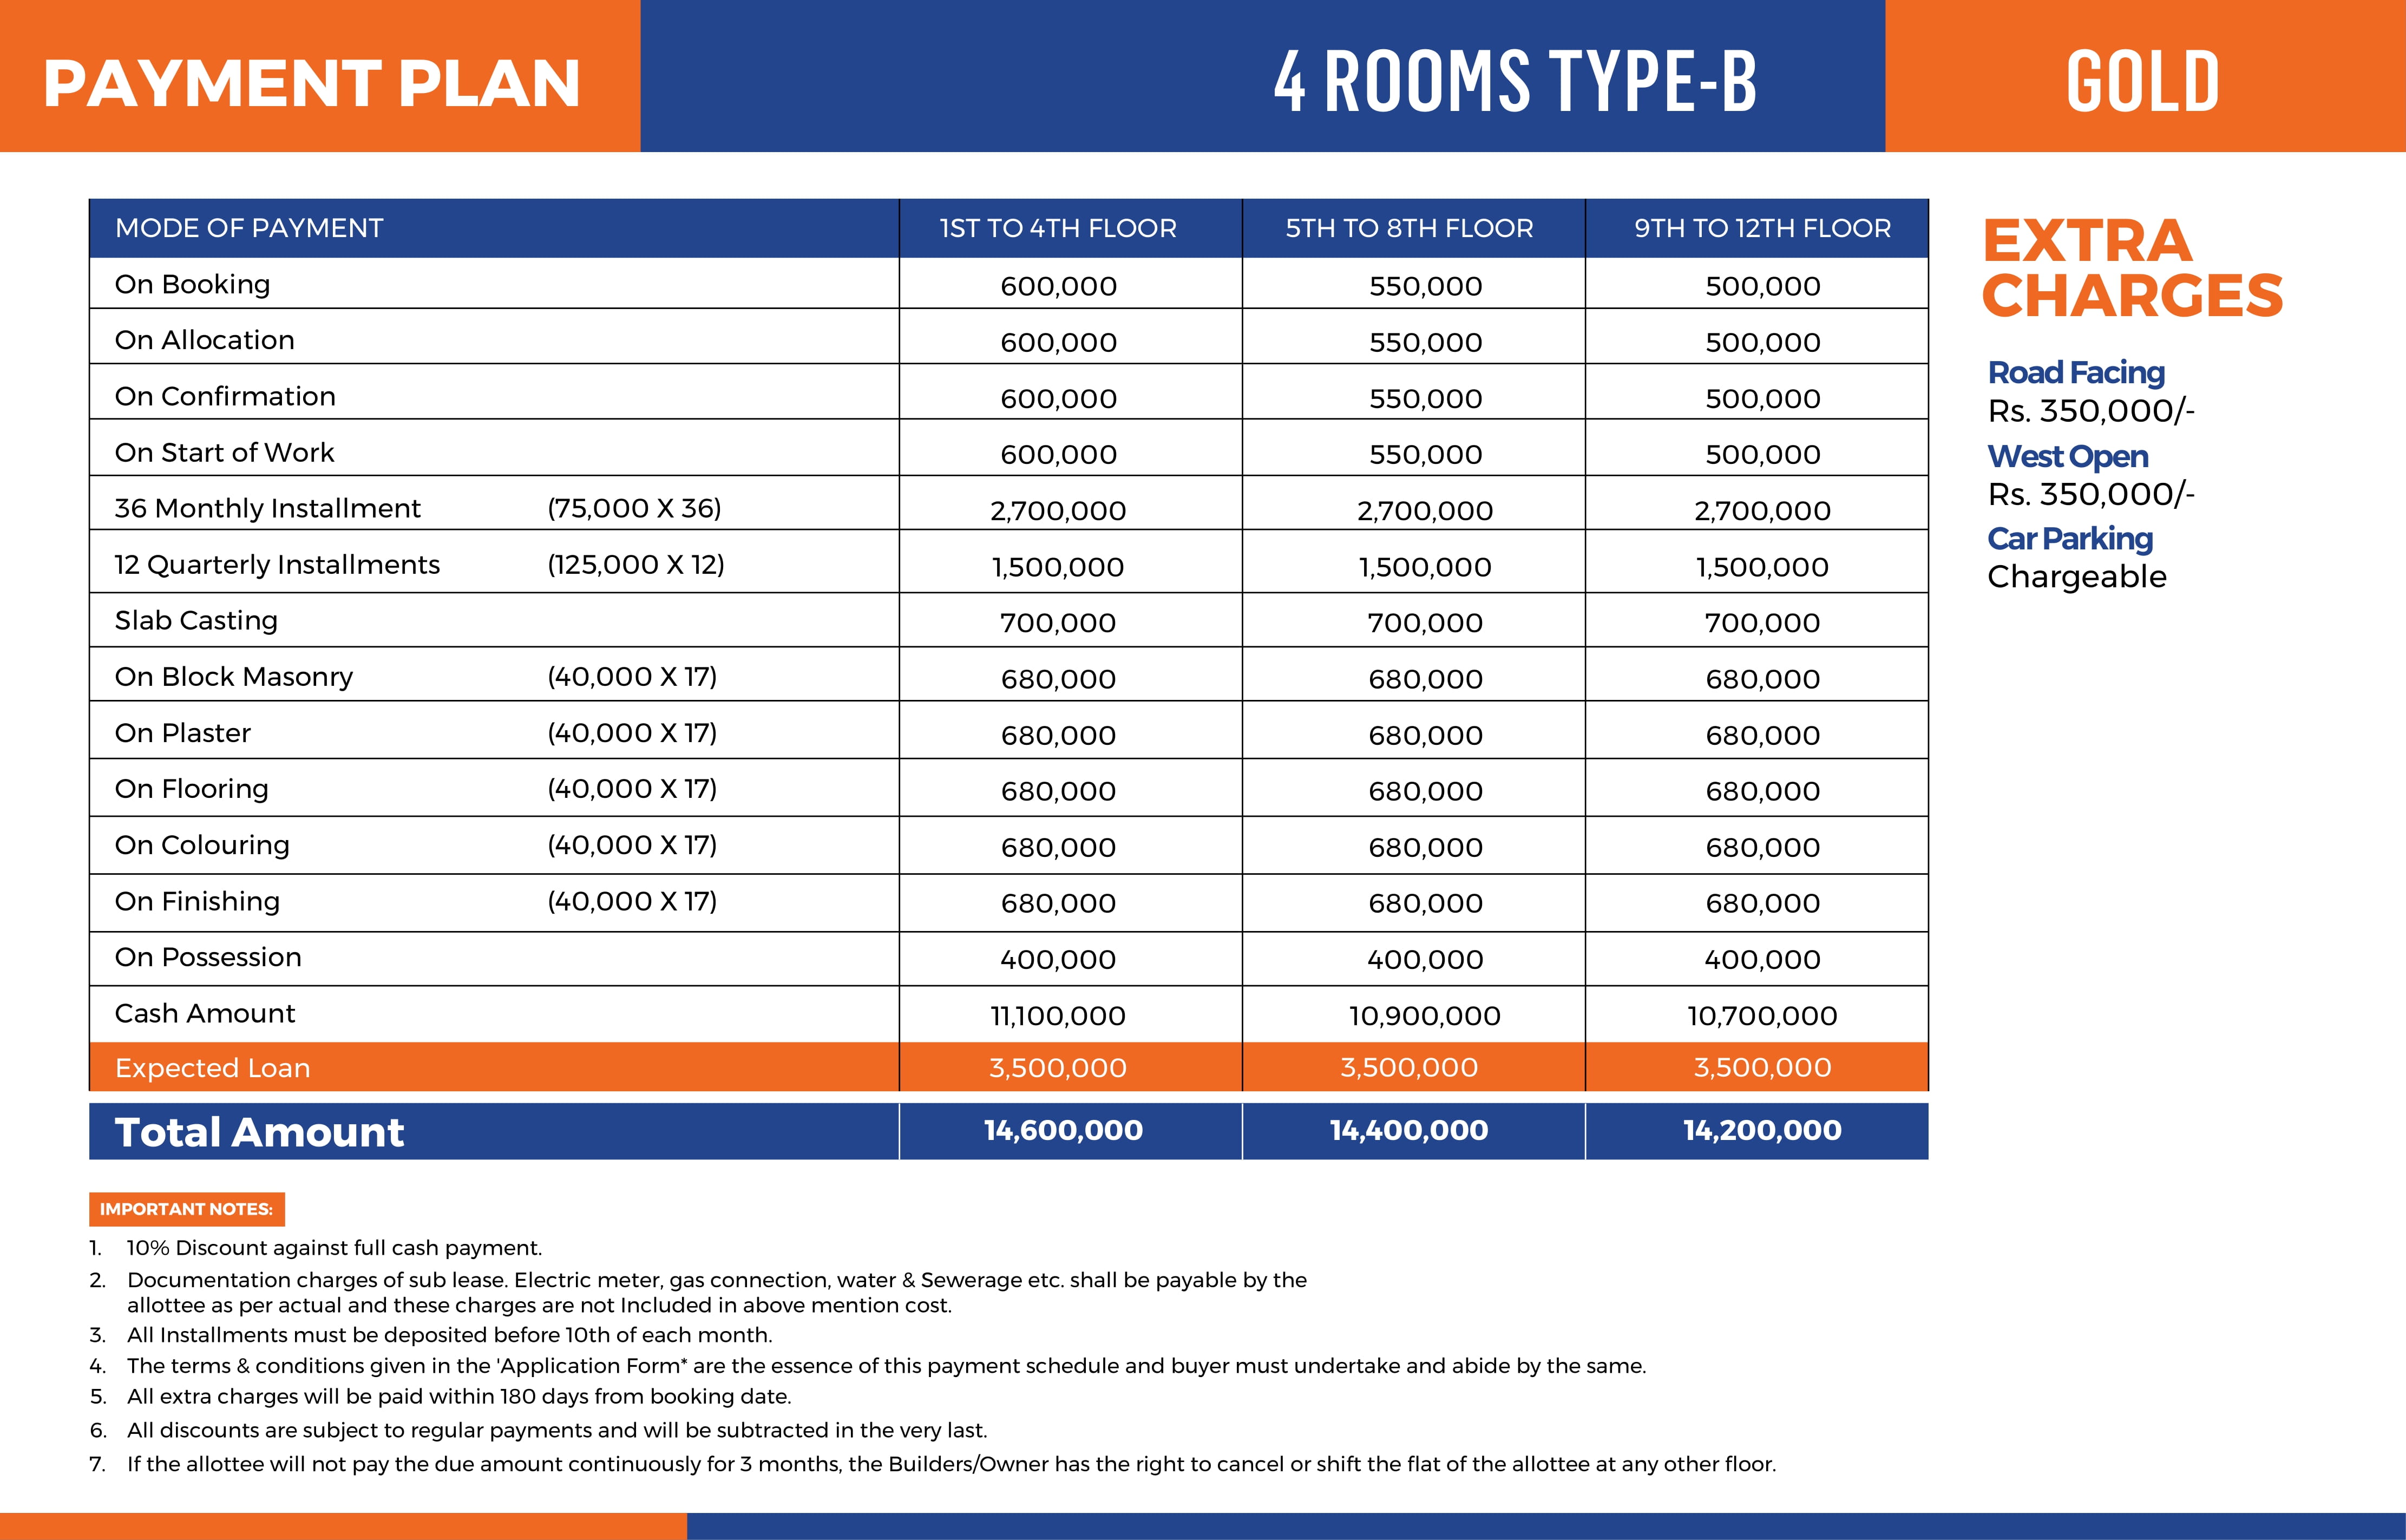 PAYMENT PLAN 4 ROOMS TYPE-B GOLD
MODE OF PAYMENT 1ST TO 4TH FLOOR 5TH TO 8TH FLOOR 9TH TO 12TH FLOOR
On Booking 600,000 550,000 500,000
On Allocation 600,000 550,000 500,000
On Confirmation 600,000 550,000 500,000
On Start of Work 600,000 550,000 500,000
36 Monthly Installment (75,000 X 36) 2,700,000 2,700,000 2,700,000
12 Quarterly Installments (125,000 X 12) 1,500,000 1,500,000 1,500,000
Slab Casting 700,000 700,000 700,000
On Block Masonry (40,000 X 17) 680,000 680,000 680,000
On Plaster (40,000 X 17) 680,000 680,000 680,000
On Flooring (40,000 X 17) 680,000 680,000 680,000
On Colouring (40,000 X 17) 680,000 680,000 680,000
On Finishing (40,000 X 17) 680,000 680,000 680,000
On Possession 400,000 400,000 400,000
Cash Amount 11,100,000 10,900,000 10,700,000
Expected Loan 3,500,000 3,500,000 3,500,000
Total Amount 14,600,000 14,400,000 14,200,000
EXTRA
CHARGES
Road Facing
Rs. 350,000/-
West Open
Rs. 350,000/-
Car Parking
Chargeable
IMPORTANT NOTES:
1. 10% Discount against full cash payment.
2. Documentation charges of sub lease. Electric meter, gas connection, water & Sewerage etc. shall be payable by the
allottee as per actual and these charges are not Included in above mention cost.
3. All Installments must be deposited before 10th of each month.
4. The terms & conditions given in the 'Application Form* are the essence of this payment schedule and buyer must undertake and abide by the same.
5. All extra charges will be paid within 180 days from booking date.
6. All discounts are subject to regular payments and will be subtracted in the very last.
7. If the allottee will not pay the due amount continuously for 3 months, the Builders/Owner has the right to cancel or shift the flat of the allottee at any other floor.